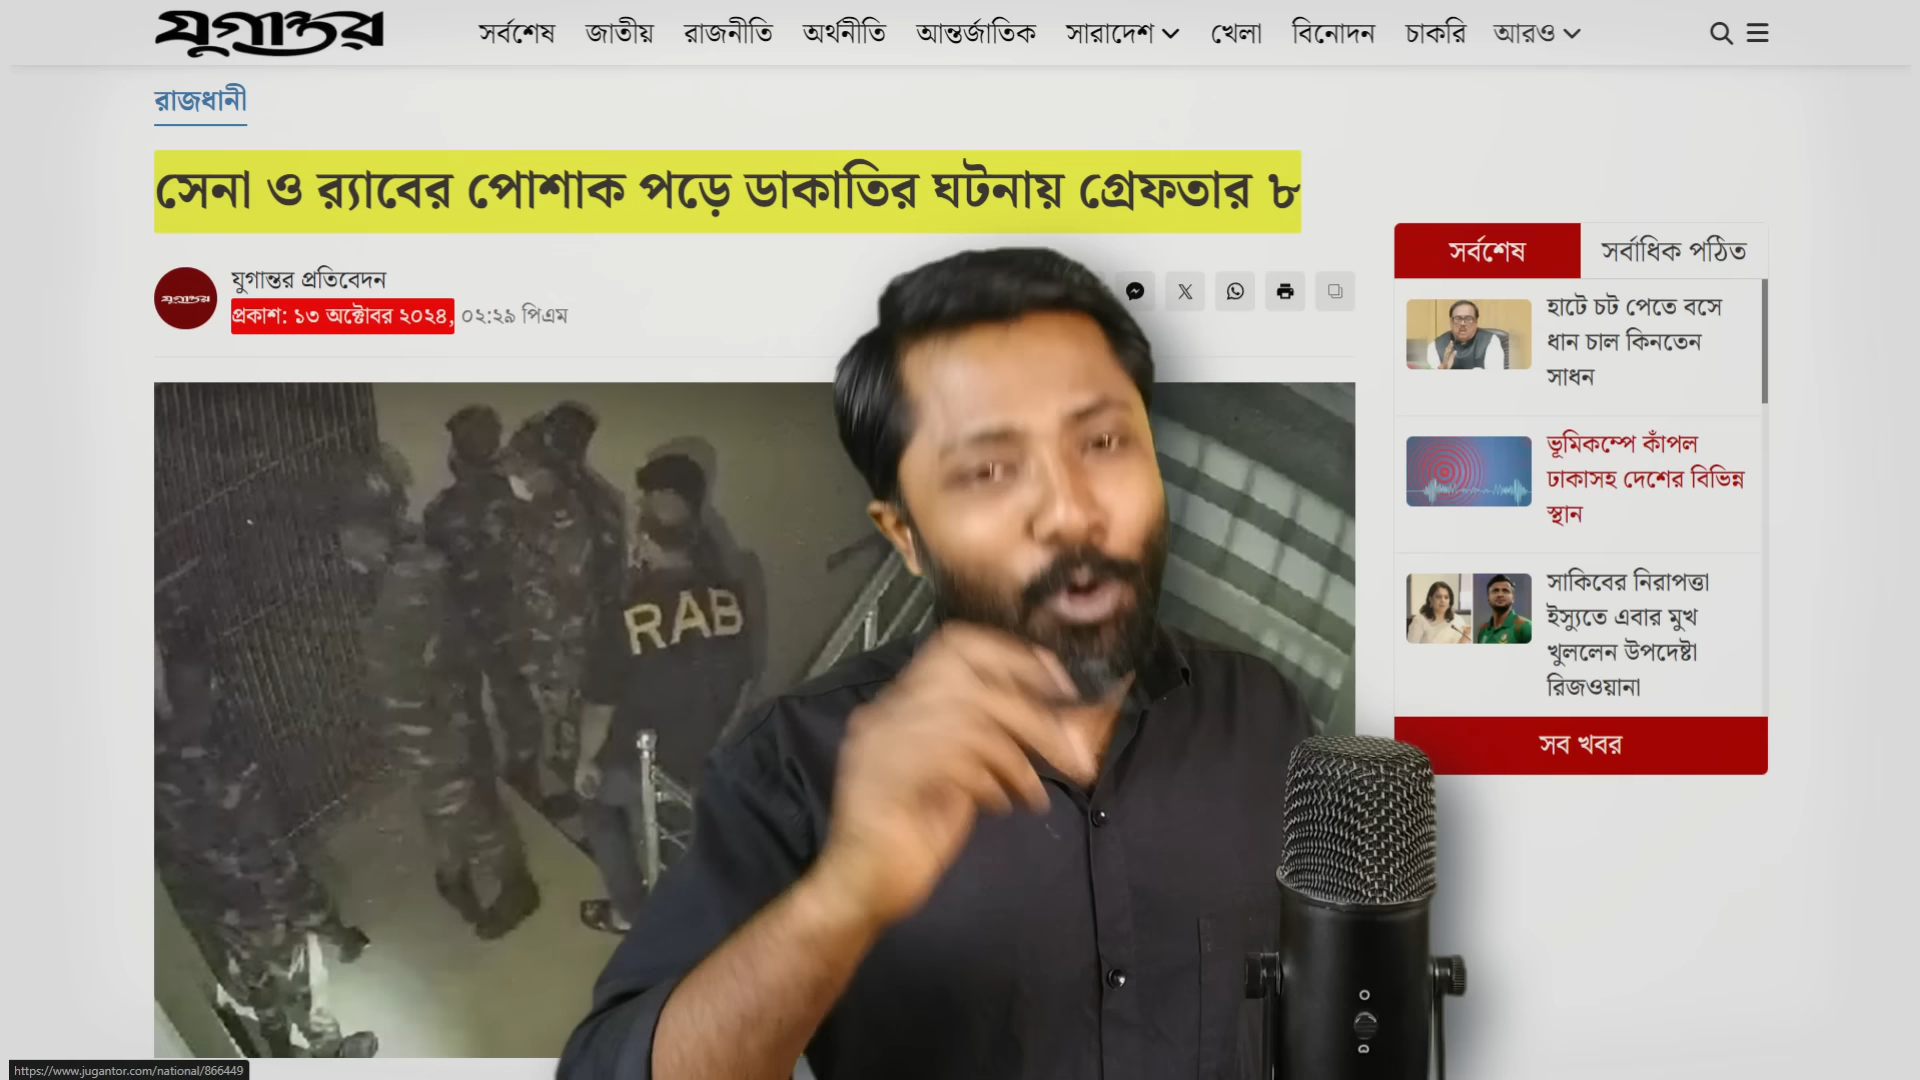 যুগান্তর
সর্বশেষ জাতীয় রাজনীতি অর্থনীতি আন্তর্জাতিক সারাদেশ খেলা বিনোদন চাকরি আরও
রাজধানী
সেনা ও র‍্যাবের পোশাক পড়ে ডাকাতির ঘটনায় গ্রেফতার ৮
যুগান্তর
যুগান্তর প্রতিবেদন
প্রকাশ: ১৩ অক্টোবর ২০২৪, ০২:২৯ পিএম
RAB
সর্বশেষ সর্বাধিক পঠিত
হাটে চট পেতে বসে
ধান চাল কিনতেন
সাধন
ভূমিকম্পে কাঁপল
ঢাকাসহ দেশের বিভিন্ন
স্থান
সাকিবের নিরাপত্তা
ইস্যুতে এবার মুখ
খুললেন উপদেষ্টা
রিজওয়ানা
সব খবর
https://www.jugantor.com/national/866449